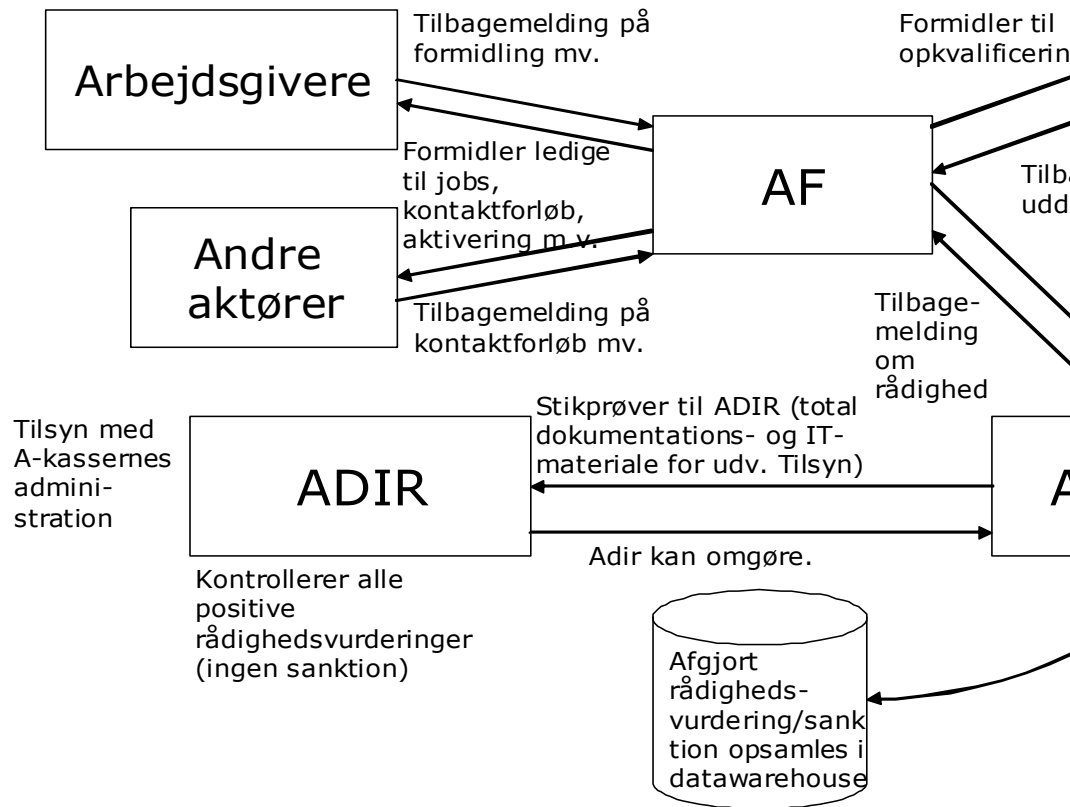 Tilbagemelding på
formidling mv.
Formidler til
opkvalificerin
Arbejdsgivere
Formidler ledige
til jobs,
kontaktforløb,
aktivering m.v.
AF
Tilba
udd
Andre
aktører
Tilbagemelding på
kontaktforløb mv.
Tilbage-
melding
om
rådighed
Tilsyn med
A-kassernes
admini-
stration
ADIR
Stikprøver til ADIR (total
dokumentations- og IT-
materiale for udv. Tilsyn)
A
Adir kan omgøre.
Kontrollerer alle
positive
rådighedsvurderinger
(ingen sanktion)
Afgjort
rådigheds-
vurdering/sank
tion opsamles i
datawarehouse